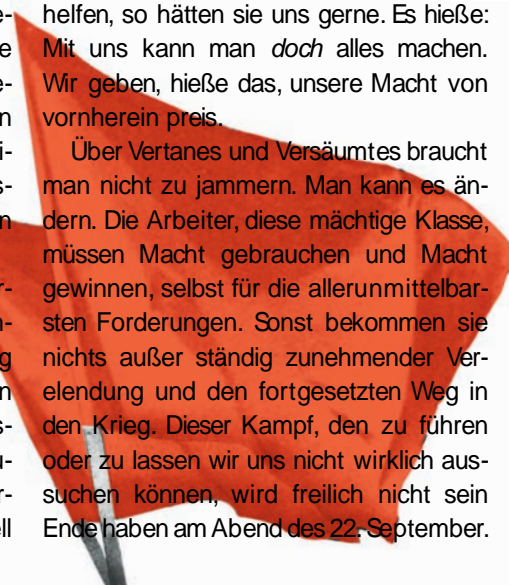 e-
e
e-
n
i-
s-
n
r-
n-
g
n
s-
u-
r-
ll
helfen, so hätten sie uns gerne. Es hieße:
Mit uns kann man doch alles machen.
Wir geben, hieße das, unsere Macht von
vornherein preis.
Über Vertanes und Versäumtes braucht
man nicht zu jammern. Man kann es än-
dern. Die Arbeiter, diese mächtige Klasse,
müssen Macht gebrauchen und Macht
gewinnen, selbst für die allerunmittelbar-
sten Forderungen. Sonst bekommen sie
nichts außer ständig zunehmender Ver-
elendung und den fortgesetzten Weg in
den Krieg. Dieser Kampf, den zu führen
oder zu lassen wir uns nicht wirklich aus-
suchen können, wird freilich nicht sein
Ende haben am Abend des 22. September.